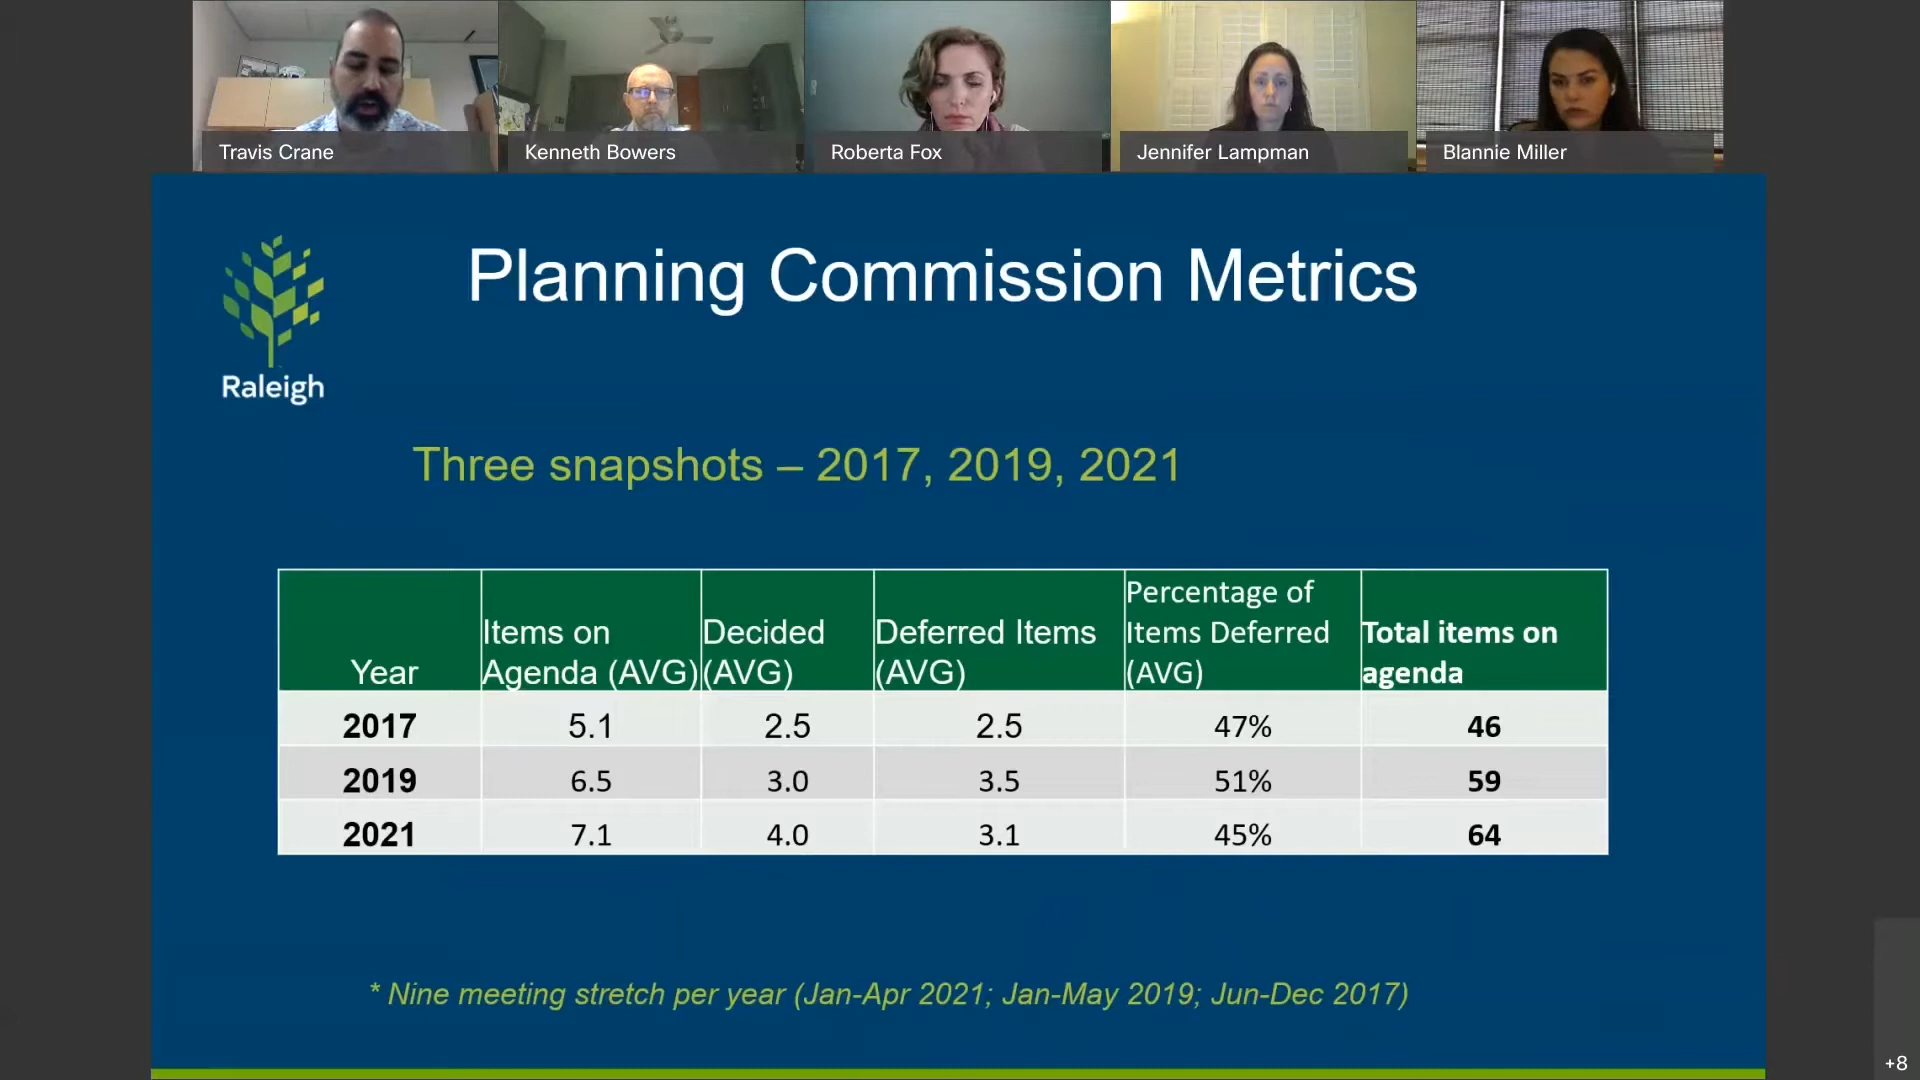 Travis Crane
Kenneth Bowers
Roberta Fox
Jennifer Lampman
Blannie Miller
Planning Commission Metrics
Raleigh
Three snapshots – 2017, 2019, 2021
Year
Items on
Agenda (AVG)
Decided
(AVG)
Deferred Items
(AVG)
Percentage of
Items Deferred
(AVG)
Total items on
agenda
2017 5.1 2.5 2.5 47% 46
2019 6.5 3.0 3.5 51% 59
2021 7.1 4.0 3.1 45% 64
* Nine meeting stretch per year (Jan-Apr 2021; Jan-May 2019; Jun-Dec 2017)
+8